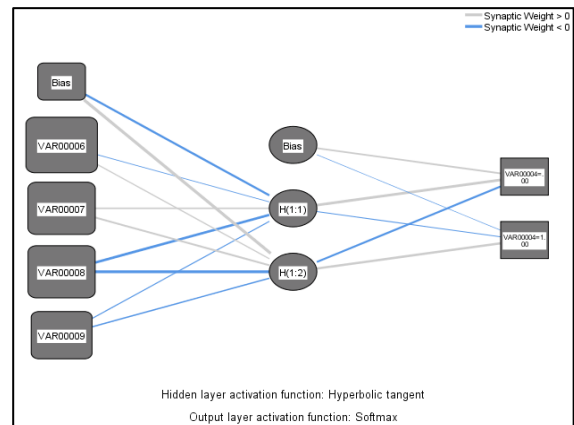 Synaptic Weight > 0
Synaptic Weight < 0
Bias
VAR00006
VAR00007
VAR00008
VAR00009
Bias
H(1:1)
H(1:2)
VAR00004=.
00
VAR00004=1.
00
Hidden layer activation function: Hyperbolic tangent
Output layer activation function: Softmax